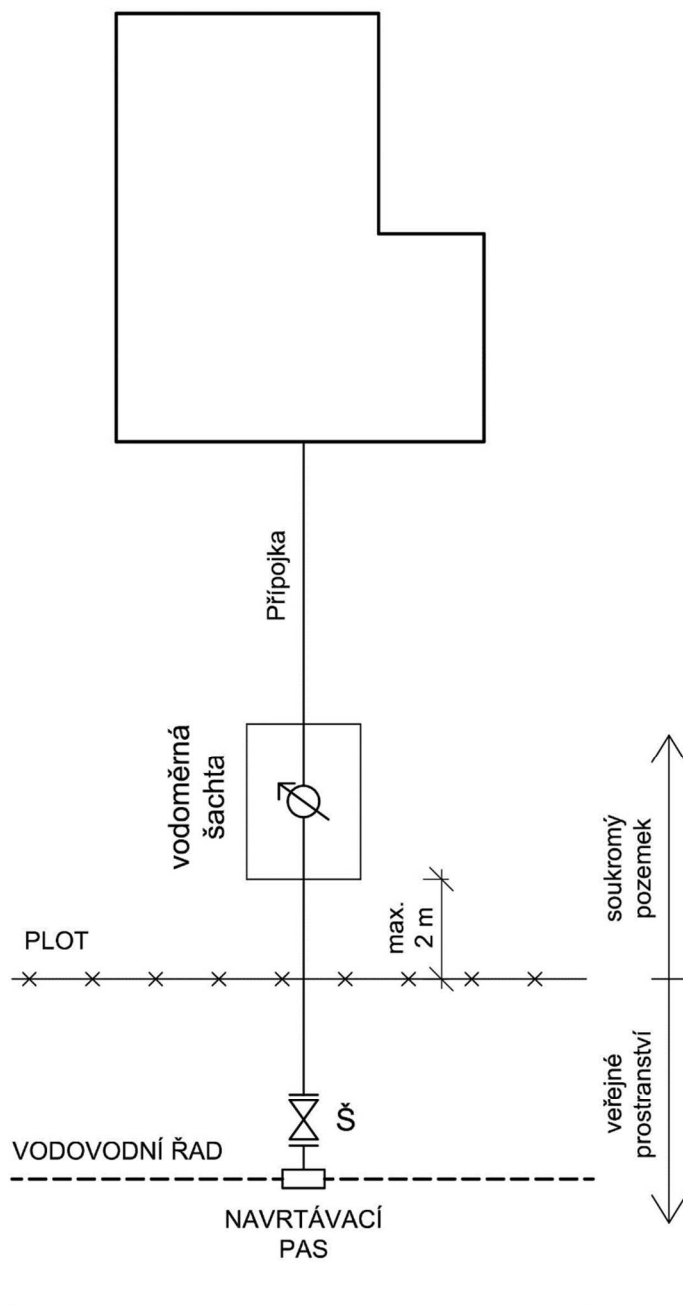 Přípojka
vodoměrná
šachta
max.
2 m
soukromý
pozemek
PLOT
veřejné
prostranství
Š
VODOVODNÍ ŘAD
NAVRTÁVACÍ
PAS